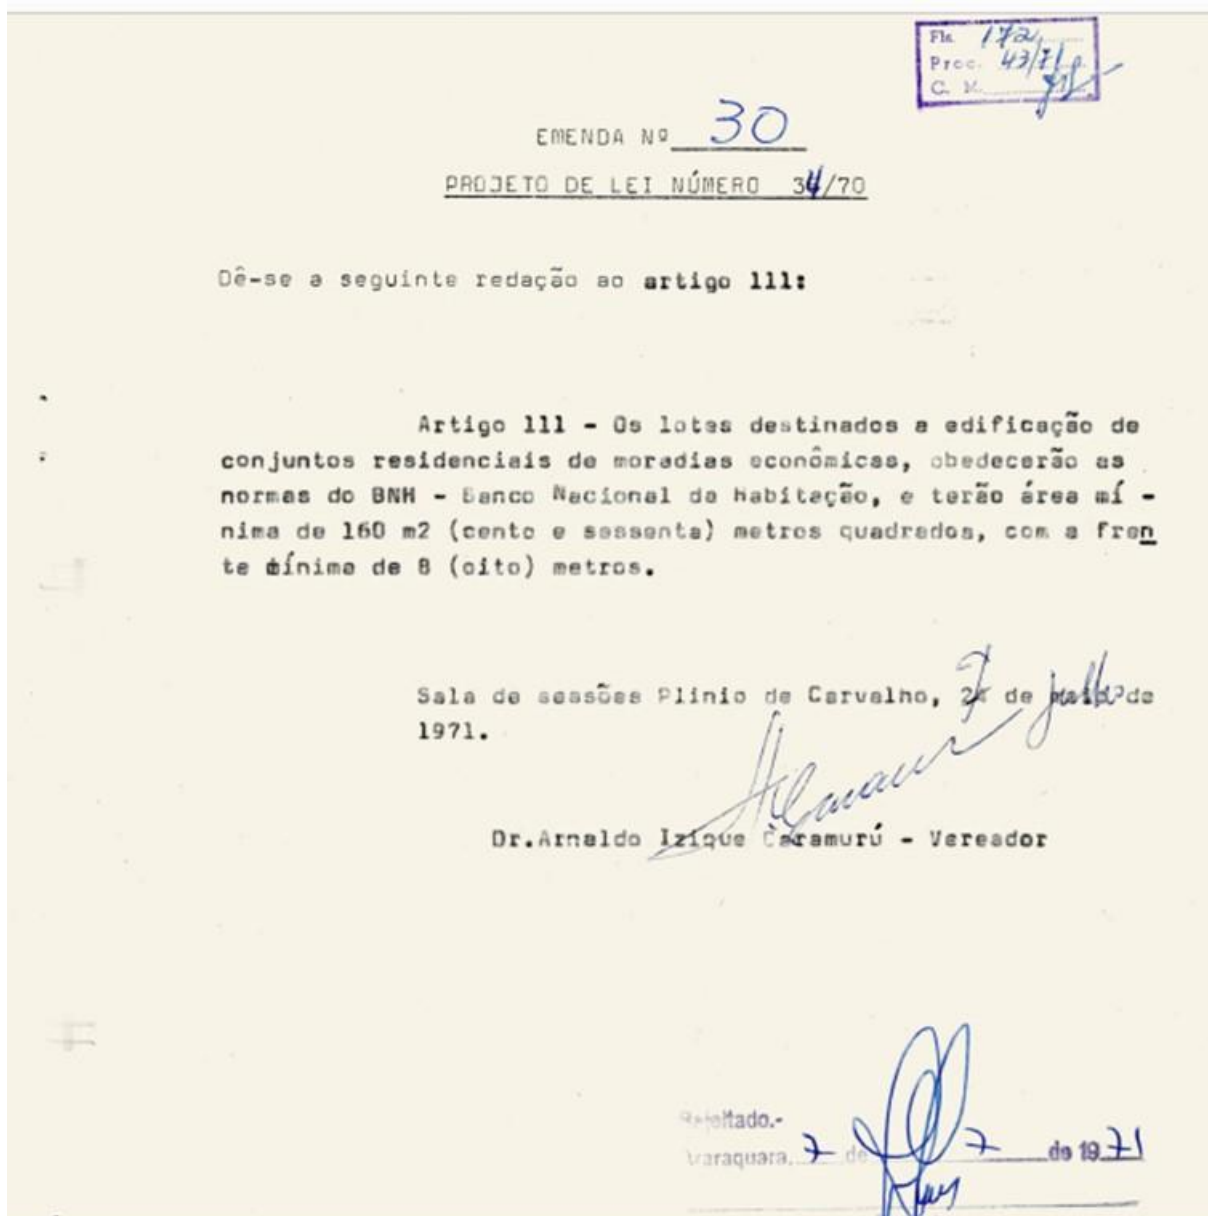 Fls. 172
Proc. 43/71
C. M.
EMENDA Nº 30
PROJETO DE LEI NÚMERO 34/70
Dê-se a seguinte redação ao artigo 111:
Artigo 111 - Os lotes destinados a edificação de
conjuntos residenciais de moradias econômicas, obedecerão as
normas do BNH - Banco Nacional da Habitação, e terão área mí -
nima de 160 m2 (cento e sessenta) metros quadrados, com a fren
te mínima de 8 (oito) metros.
Sala de sessões Plinio de Carvalho, 7 de julho de
1971.
Dr.Arnaldo Izique Caramurú - Vereador
Rejeitado.-
Araraquara, 7 de 7 de 1971